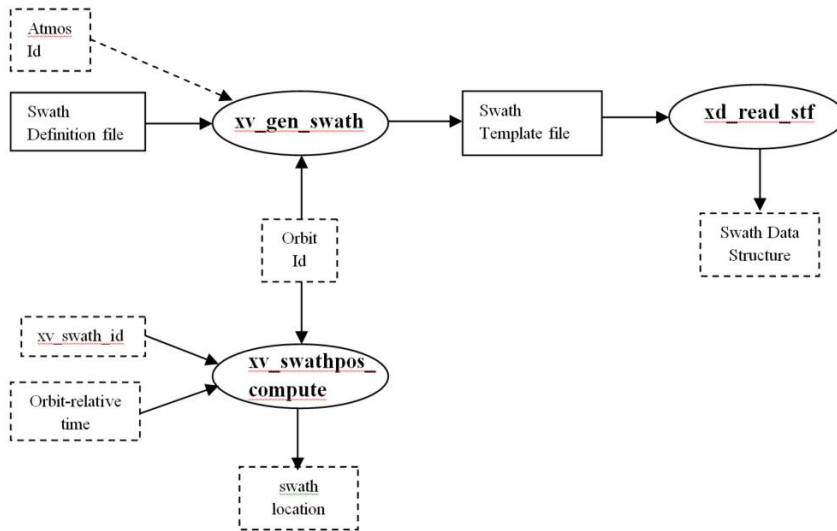 Atmos
Id
Swath
Definition file
xv_gen_swath
Swath
Template file
xd_read_stf
Orbit
Id
Swath Data
Structure
xv_swath_id
xv_swathpos_
compute
Orbit-relative
time
swath
location